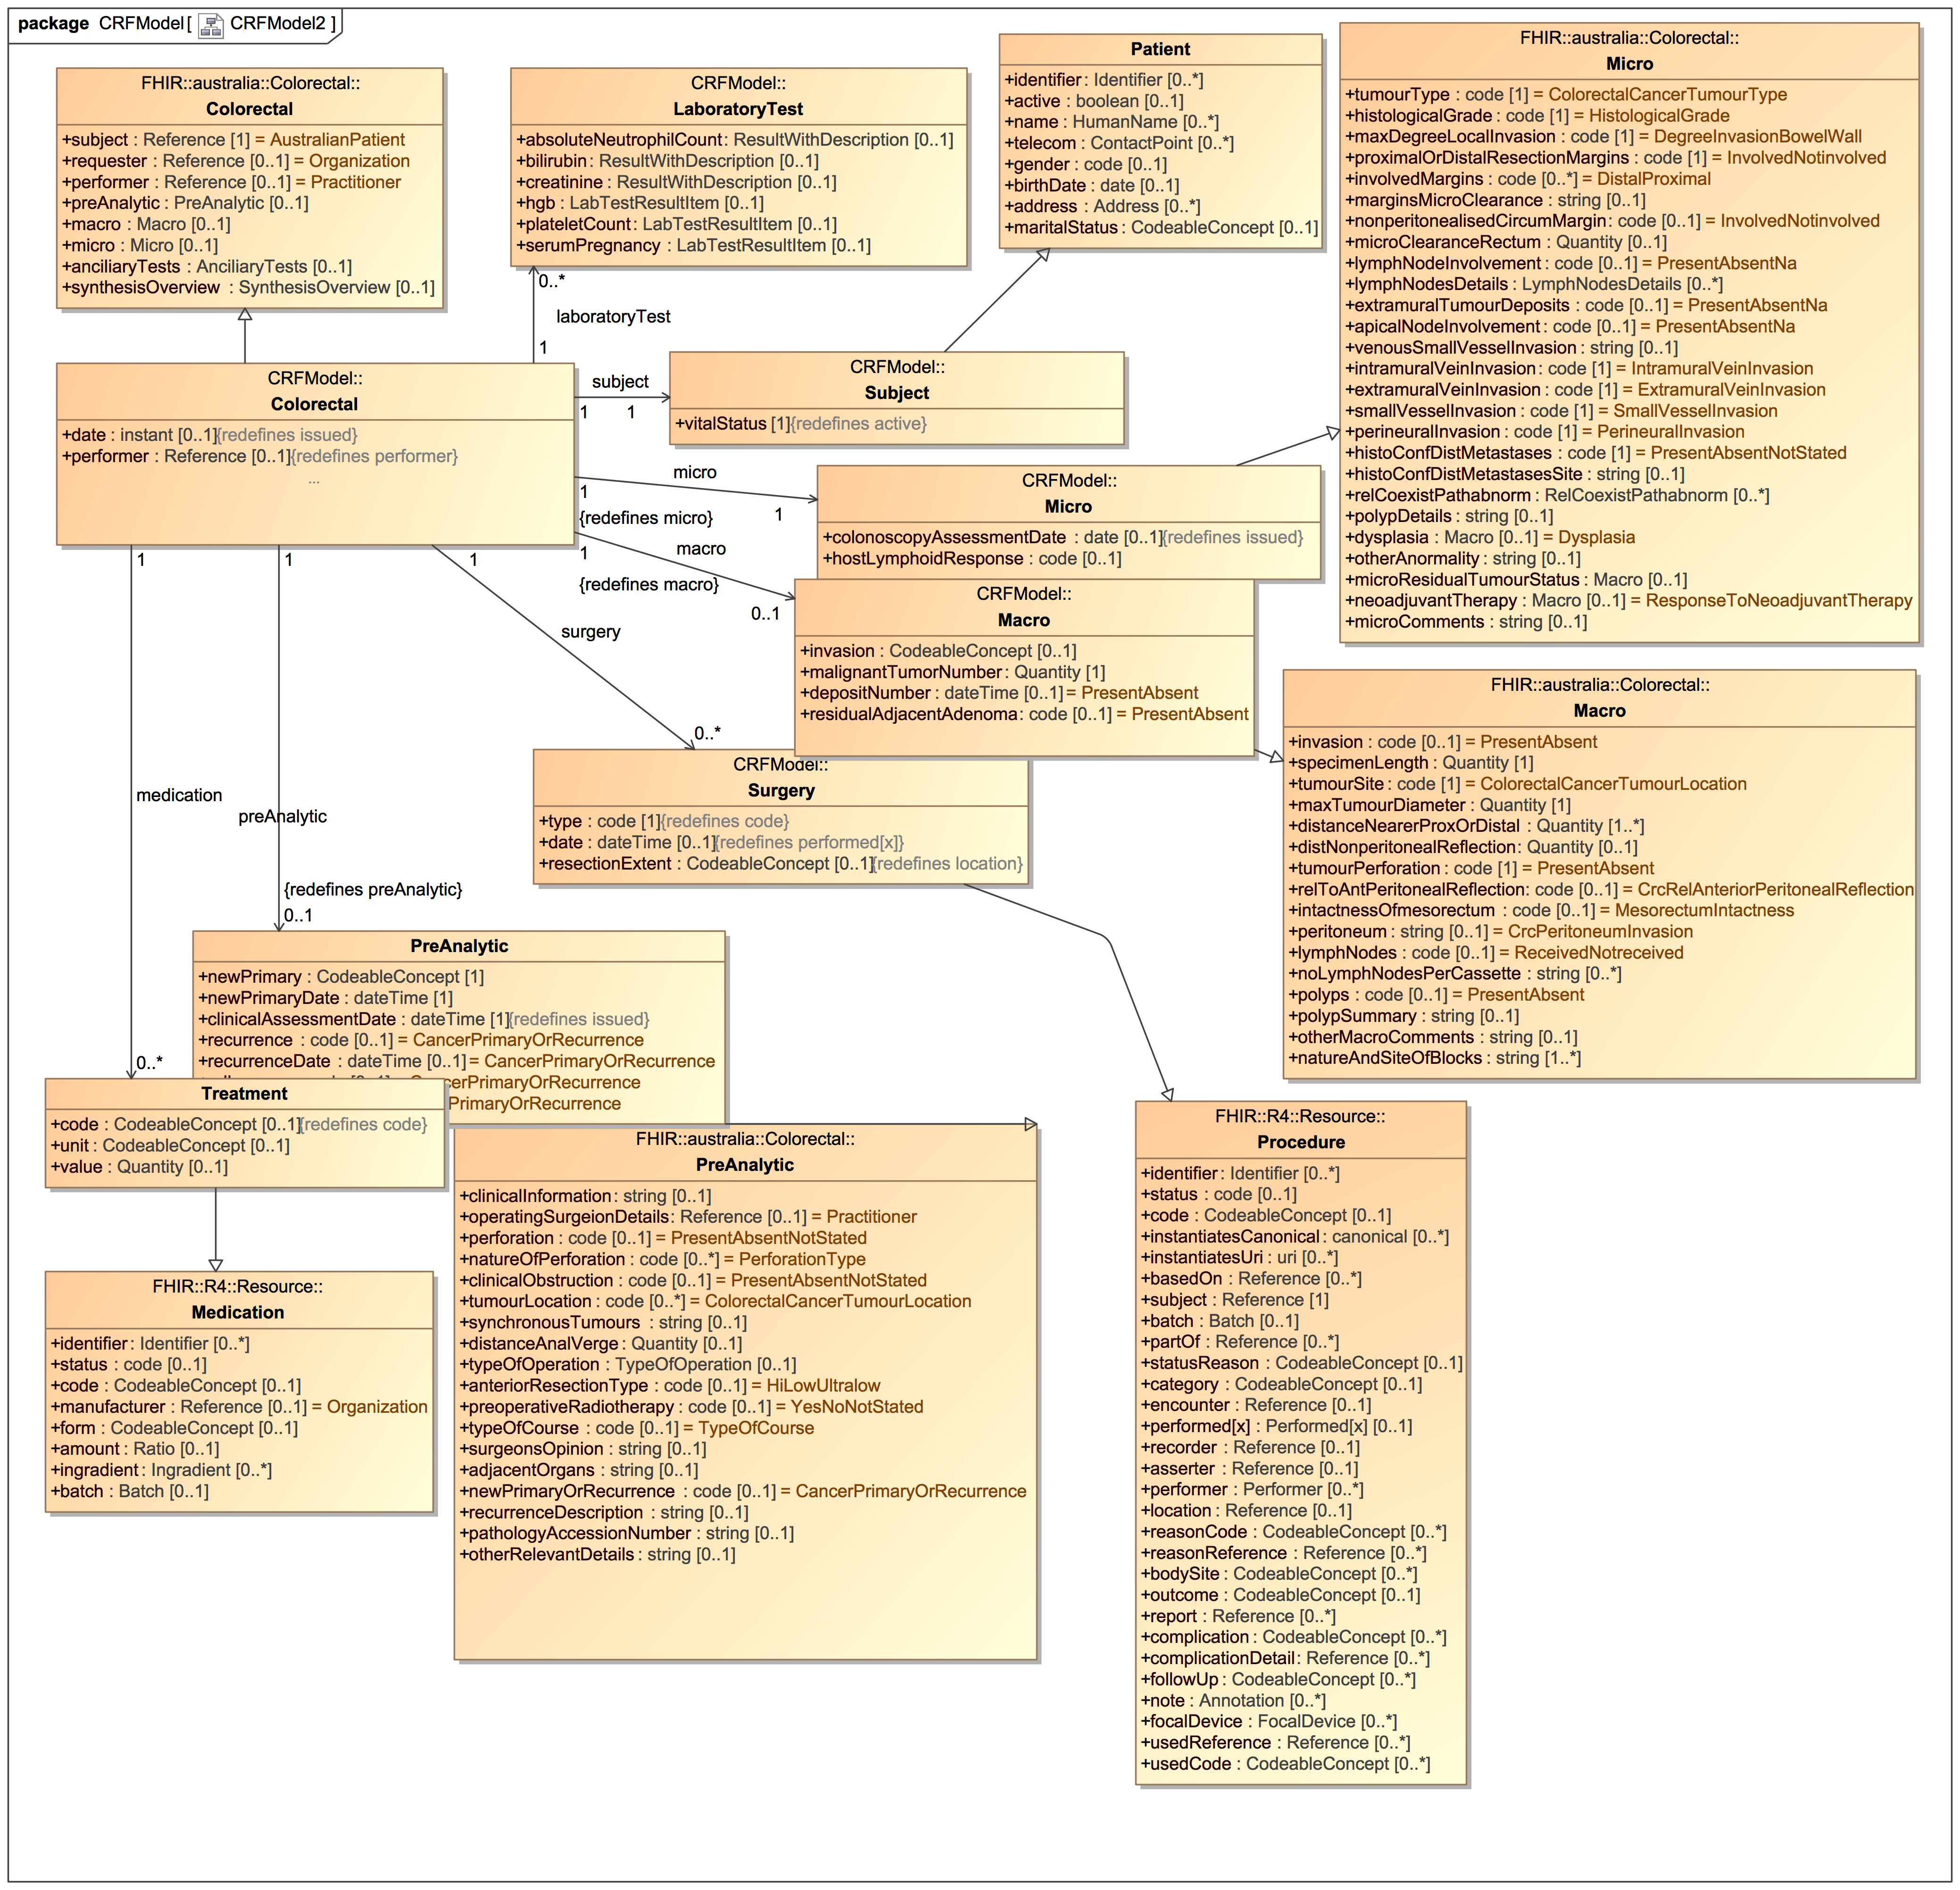 package CRFModel[ CRFModel2 ]
FHIR::australia::Colorectal::
Colorectal
+subject : Reference [1] = AustralianPatient
+requester : Reference [0..1] = Organization
+performer : Reference [0..1] = Practitioner
+preAnalytic : PreAnalytic [0..1]
+macro : Macro [0..1]
+micro : Micro [0..1]
+anciliaryTests : AnciliaryTests [0..1]
+synthesisOverview : SynthesisOverview [0..1]
CRFModel::
LaboratoryTest
+absoluteNeutrophilCount : ResultWithDescription [0..1]
+bilirubin : ResultWithDescription [0..1]
+creatinine : ResultWithDescription [0..1]
+hgb : LabTestResultItem [0..1]
+plateletCount : LabTestResultItem [0..1]
+serumPregnancy : LabTestResultItem [0..1]
Patient
+identifier : Identifier [0..*]
+active : boolean [0..1]
+name : HumanName [0..*]
+telecom : ContactPoint [0..*]
+gender : code [0..1]
+birthDate : date [0..1]
+address : Address [0..*]
+maritalStatus : CodeableConcept [0..1]
FHIR::australia::Colorectal::
Micro
+tumourType : code [1] = ColorectalCancerTumourType
+histologicalGrade : code [1] = HistologicalGrade
+maxDegreeLocalInvasion : code [1] = DegreeInvasionBowelWall
+proximalOrDistalResectionMargins : code [1] = InvolvedNotinvolved
+involvedMargins : code [0..*] = DistalProximal
+marginsMicroClearance : string [0..1]
+nonperitonealisedCircumMargin : code [0..1] = InvolvedNotinvolved
+microClearanceRectum : Quantity [0..1]
+lymphNodeInvolvement : code [0..1] = PresentAbsentNa
+lymphNodesDetails : LymphNodesDetails [0..*]
+extramuralTumourDeposits : code [0..1] = PresentAbsentNa
+apicalNodeInvolvement : code [0..1] = PresentAbsentNa
+venousSmallVesselInvasion : string [0..1]
+intramuralVeinInvasion : code [1] = IntramuralVeinInvasion
+extramuralVeinInvasion : code [1] = ExtramuralVeinInvasion
+smallVesselInvasion : code [1] = SmallVesselInvasion
+perineuralInvasion : code [1] = PerineuralInvasion
+histoConfDistMetastases : code [1] = PresentAbsentNotStated
+histoConfDistMetastasesSite : string [0..1]
+relCoexistPathabnorm : RelCoexistPathabnorm [0..*]
+polypDetails : string [0..1]
+dysplasia : Macro [0..1] = Dysplasia
+otherAnormality : string [0..1]
+microResidualTumourStatus : Macro [0..1]
+neoadjuvantTherapy : Macro [0..1] = ResponseToNeoadjuvantTherapy
+microComments : string [0..1]
0..*
laboratoryTest
1
CRFModel::
Colorectal
+date : instant [0..1]{redefines issued}
+performer : Reference [0..1]{redefines performer}
...
subject
1
1
CRFModel::
Subject
+vitalStatus [1]{redefines active}
micro
1
1
{redefines micro}
CRFModel::
Micro
+colonoscopyAssessmentDate : date [0..1]{redefines issued}
+hostLymphoidResponse : code [0..1]
macro
1
{redefines macro}
0..1
CRFModel::
Macro
+invasion : CodeableConcept [0..1]
+malignantTumorNumber : Quantity [1]
+depositNumber : dateTime [0..1] = PresentAbsent
+residualAdjacentAdenoma : code [0..1] = PresentAbsent
FHIR::australia::Colorectal::
Macro
+invasion : code [0..1] = PresentAbsent
+specimenLength : Quantity [1]
+tumourSite : code [1] = ColorectalCancerTumourLocation
+maxTumourDiameter : Quantity [1]
+distanceNearerProxOrDistal : Quantity [1..*]
+distNonperitonealReflection : Quantity [0..1]
+tumourPerforation : code [1] = PresentAbsent
+relToAntPeritonealReflection : code [0..1] = CrcRelAnteriorPeritonealReflection
+intactnessOfmesorectum : code [0..1] = MesorectumIntactness
+peritoneum : string [0..1] = CrcPeritoneumInvasion
+lymphNodes : code [0..1] = ReceivedNotreceived
+noLymphNodesPerCassette : string [0..*]
+polyps : code [0..1] = PresentAbsent
+polypSummary : string [0..1]
+otherMacroComments : string [0..1]
+natureAndSiteOfBlocks : string [1..*]
1
1
1
surgery
0..*
CRFModel::
Surgery
+type : code [1]{redefines code}
+date : dateTime [0..1]{redefines performed[x]}
+resectionExtent : CodeableConcept [0..1]{redefines location}
medication
preAnalytic
{redefines preAnalytic}
0..1
PreAnalytic
+newPrimary : CodeableConcept [1]
+newPrimaryDate : dateTime [1]
+clinicalAssessmentDate : dateTime [1]{redefines issued}
+recurrence : code [0..1] = CancerPrimaryOrRecurrence
+recurrenceDate : dateTime [0..1] = CancerPrimaryOrRecurrence
cerPrimaryOrRecurrence
PrimaryOrRecurrence
0..*
Treatment
+code : CodeableConcept [0..1]{redefines code}
+unit : CodeableConcept [0..1]
+value : Quantity [0..1]
FHIR::R4::Resource::
Medication
+identifier : Identifier [0..*]
+status : code [0..1]
+code : CodeableConcept [0..1]
+manufacturer : Reference [0..1] = Organization
+form : CodeableConcept [0..1]
+amount : Ratio [0..1]
+ingradient : Ingradient [0..*]
+batch : Batch [0..1]
FHIR::australia::Colorectal::
PreAnalytic
+clinicalInformation : string [0..1]
+operatingSurgeionDetails : Reference [0..1] = Practitioner
+perforation : code [0..1] = PresentAbsentNotStated
+natureOfPerforation : code [0..*] = PerforationType
+clinicalObstruction : code [0..1] = PresentAbsentNotStated
+tumourLocation : code [0..*] = ColorectalCancerTumourLocation
+synchronousTumours : string [0..1]
+distanceAnalVerge : Quantity [0..1]
+typeOfOperation : TypeOfOperation [0..1]
+anteriorResectionType : code [0..1] = HiLowUltralow
+preoperativeRadiotherapy : code [0..1] = YesNoNotStated
+typeOfCourse : code [0..1] = TypeOfCourse
+surgeonsOpinion : string [0..1]
+adjacentOrgans : string [0..1]
+newPrimaryOrRecurrence : code [0..1] = CancerPrimaryOrRecurrence
+recurrenceDescription : string [0..1]
+pathologyAccessionNumber : string [0..1]
+otherRelevantDetails : string [0..1]
FHIR::R4::Resource::
Procedure
+identifier : Identifier [0..*]
+status : code [0..1]
+code : CodeableConcept [0..1]
+instantiatesCanonical : canonical [0..*]
+instantiatesUri : uri [0..*]
+basedOn : Reference [0..*]
+subject : Reference [1]
+batch : Batch [0..1]
+partOf : Reference [0..*]
+statusReason : CodeableConcept [0..1]
+category : CodeableConcept [0..1]
+encounter : Reference [0..1]
+performed[x] : Performed[x] [0..1]
+recorder : Reference [0..1]
+asserter : Reference [0..1]
+performer : Performer [0..*]
+location : Reference [0..1]
+reasonCode : CodeableConcept [0..*]
+reasonReference : Reference [0..*]
+bodySite : CodeableConcept [0..*]
+outcome : CodeableConcept [0..1]
+report : Reference [0..*]
+complication : CodeableConcept [0..*]
+complicationDetail : Reference [0..*]
+followUp : CodeableConcept [0..*]
+note : Annotation [0..*]
+focalDevice : FocalDevice [0..*]
+usedReference : Reference [0..*]
+usedCode : CodeableConcept [0..*]